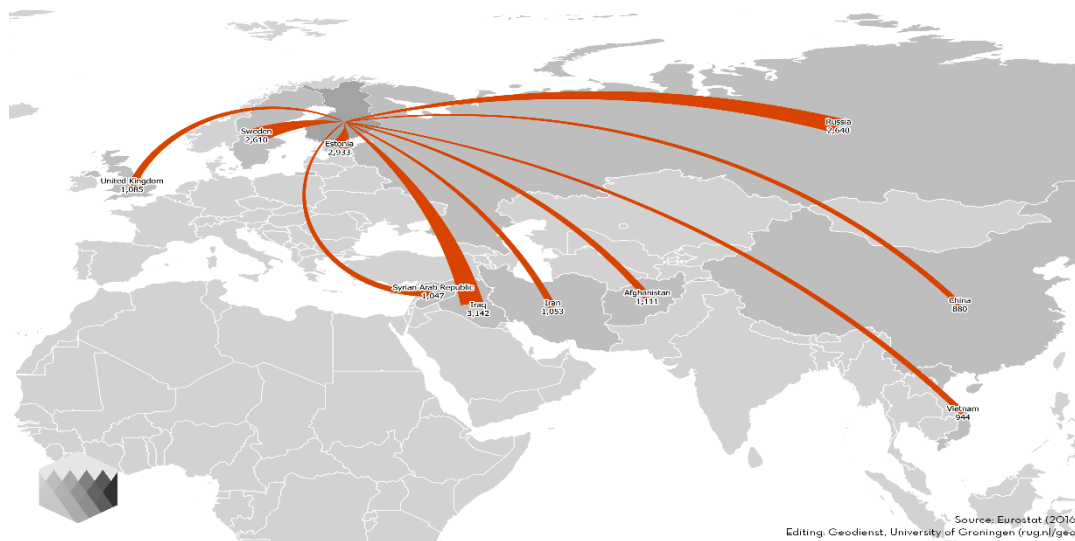 Russia
2,640
Sweden
2,610
Estonia
2,933
United Kingdom
1,085
Syrian Arab Republic
1,047
Iraq
3,142
Iran
1,053
Afghanistan
1,111
China
880
Vietnam
944
Source: Eurostat (2016
Editing: Geodienst, University of Groningen (rug.nl/geo